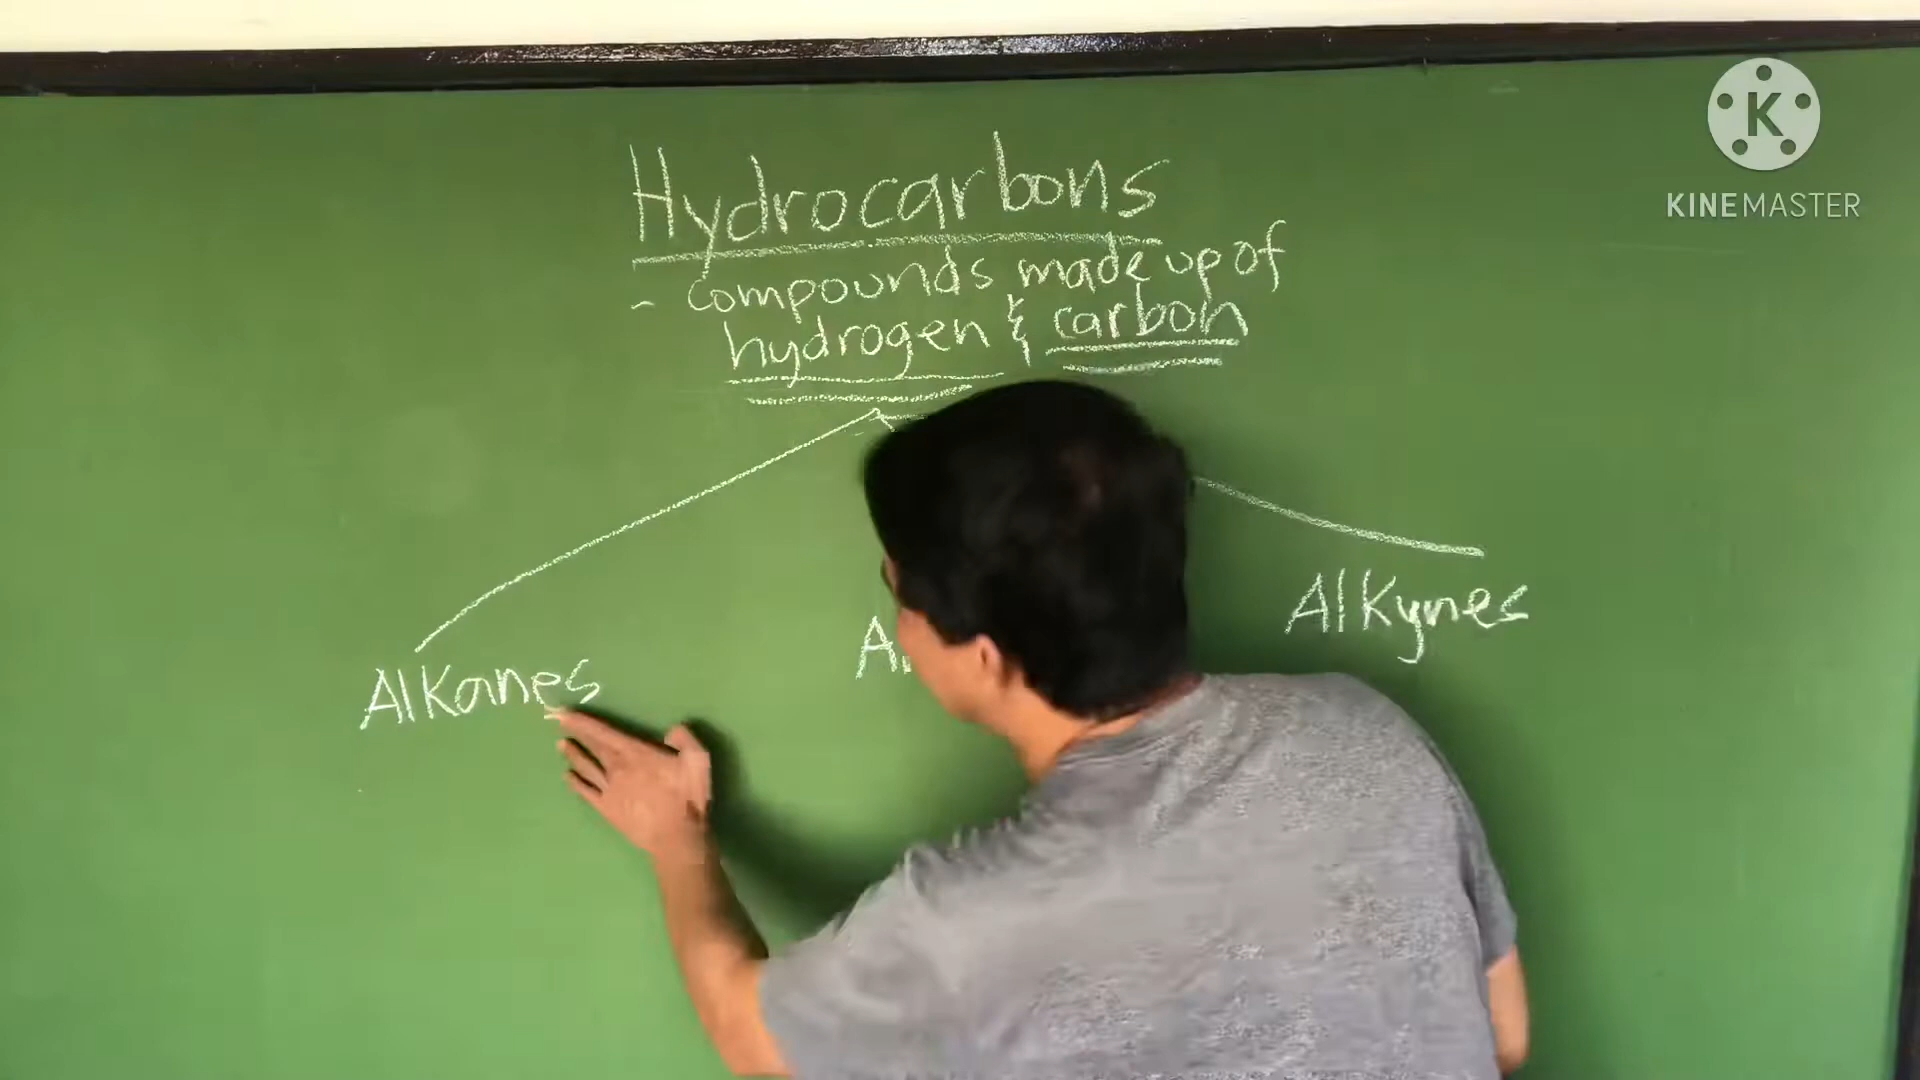 Hydrocarbons
- compounds made up of
hydrogen & carbon
Alkanes
Alkynes
K
KINEMASTER